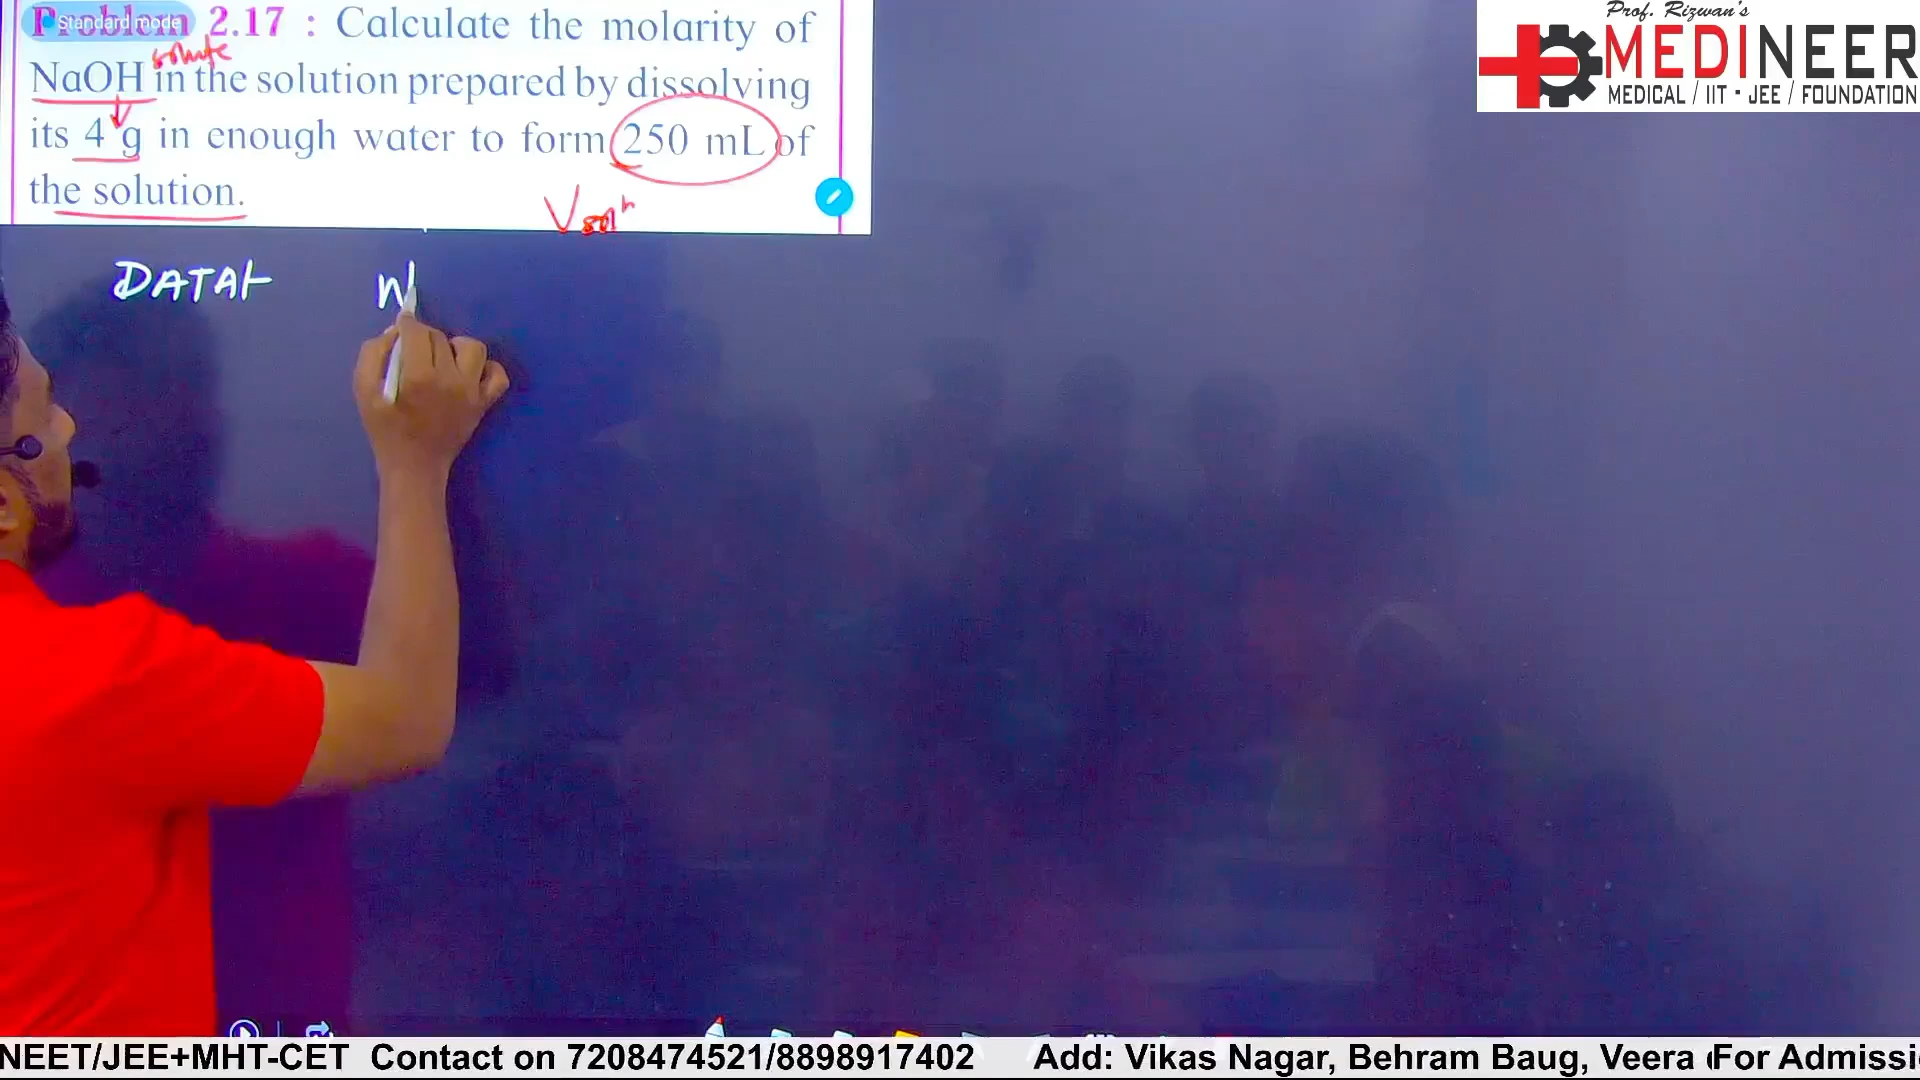 Standard mode
Problem 2.17 : Calculate the molarity of
solute
NaOH in the solution prepared by dissolving
its 4 g in enough water to form 250 mL of
the solution.
V soln
DATA
W
Prof. Rizwan's
MEDINEER
MEDICAL / IIT - JEE / FOUNDATION
NEET/JEE+MHT-CET Contact on 7208474521/8898917402 Add: Vikas Nagar, Behram Baug, Veera For Admissi